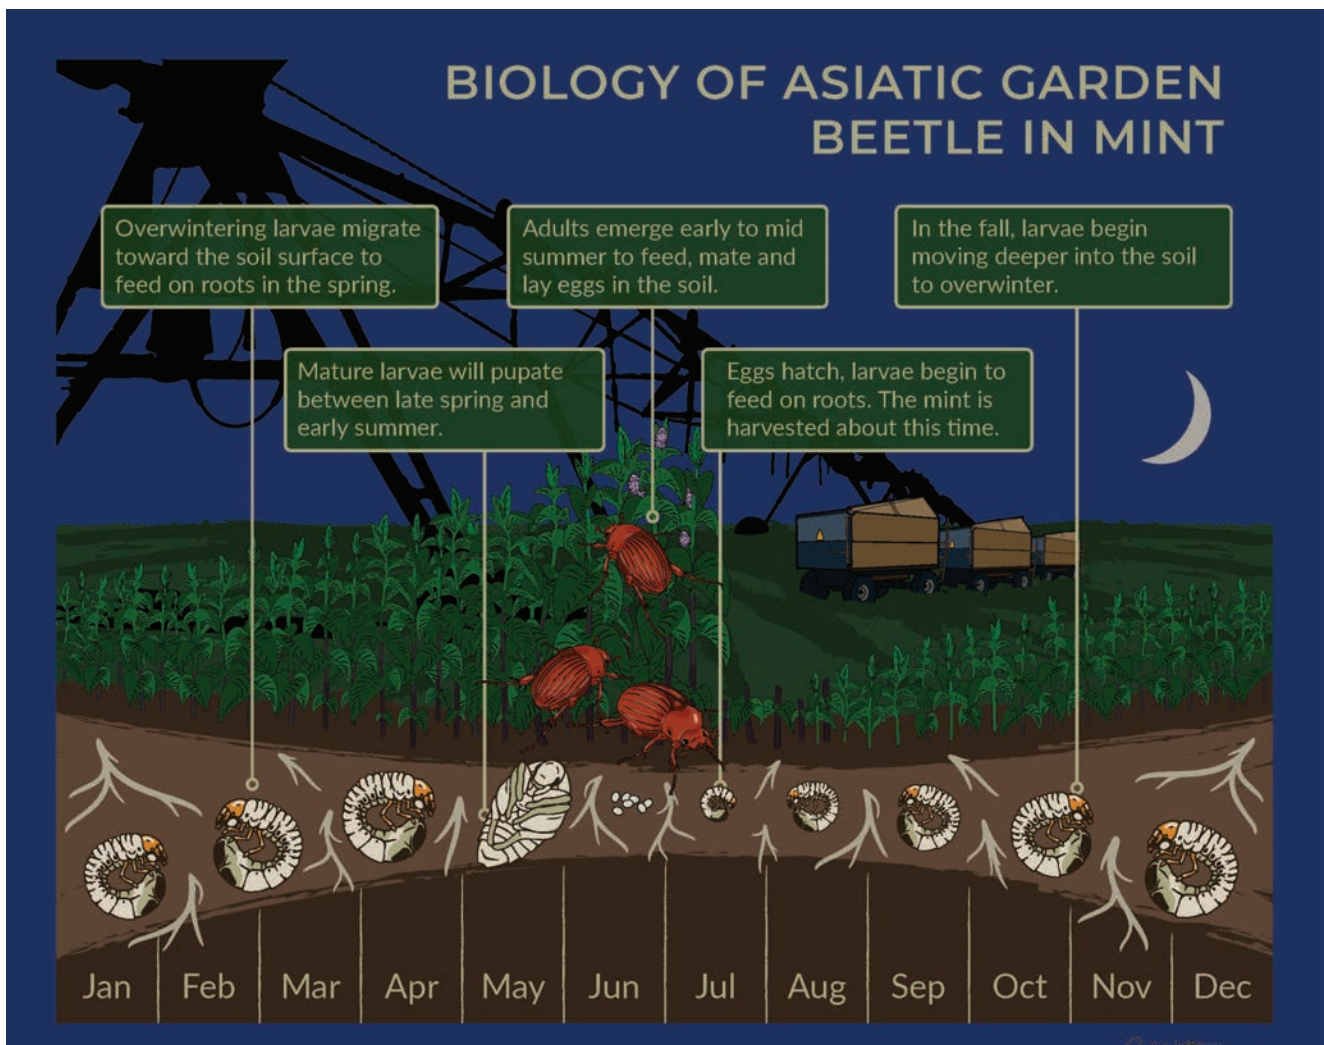 BIOLOGY OF ASIATIC GARDEN
BEETLE IN MINT
Overwintering larvae migrate
toward the soil surface to
feed on roots in the spring.
Adults emerge early to mid
summer to feed, mate and
lay eggs in the soil.
In the fall, larvae begin
moving deeper into the soil
to overwinter.
Mature larvae will pupate
between late spring and
early summer.
Eggs hatch, larvae begin to
feed on roots. The mint is
harvested about this time.
Jan Feb Mar Apr May Jun Jul Aug Sep Oct Nov Dec